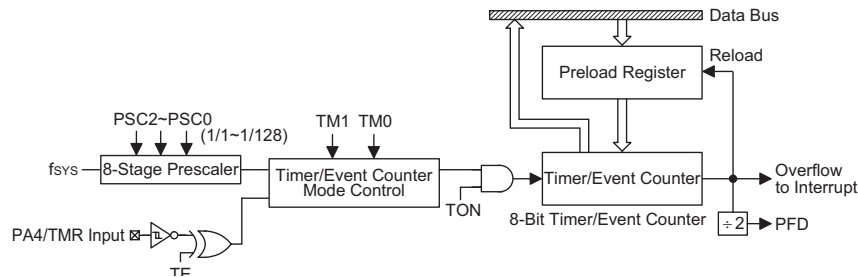 Data Bus
Preload Register
Reload
PSC2~PSC0
(1/1~1/128)
TM1 TM0
fSYS
8-Stage Prescaler
Timer/Event Counter
Mode Control
TON
Timer/Event Counter
8-Bit Timer/Event Counter
Overflow
to Interrupt
÷2
PFD
PA4/TMR Input
TE